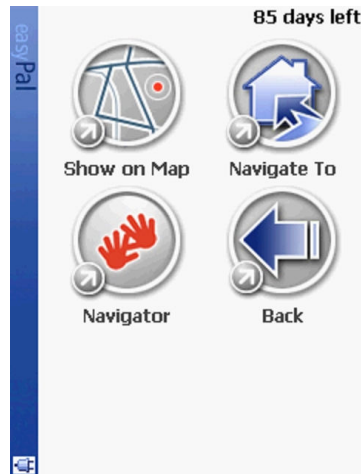 85 days left
easyPal
Show on Map
Navigate To
Navigator
Back